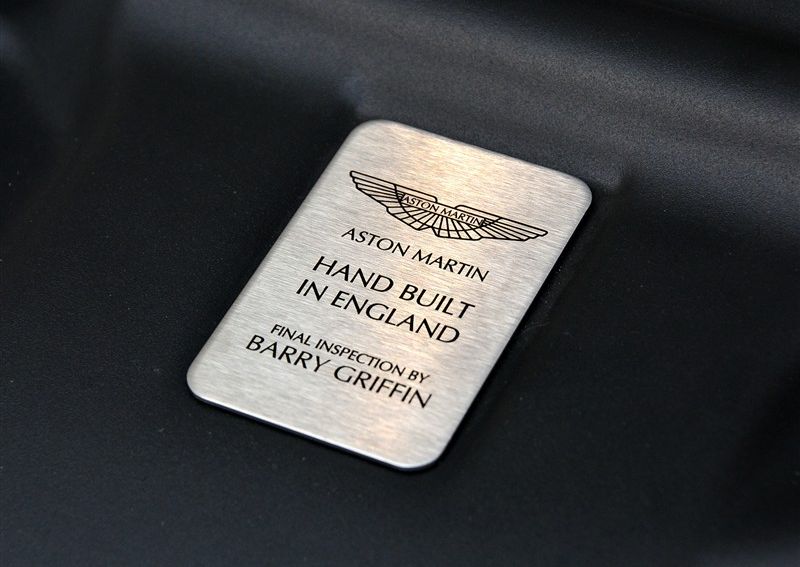 ASTON MARTIN
ASTON MARTIN
HAND BUILT
IN ENGLAND
FINAL INSPECTION BY
BARRY GRIFFIN